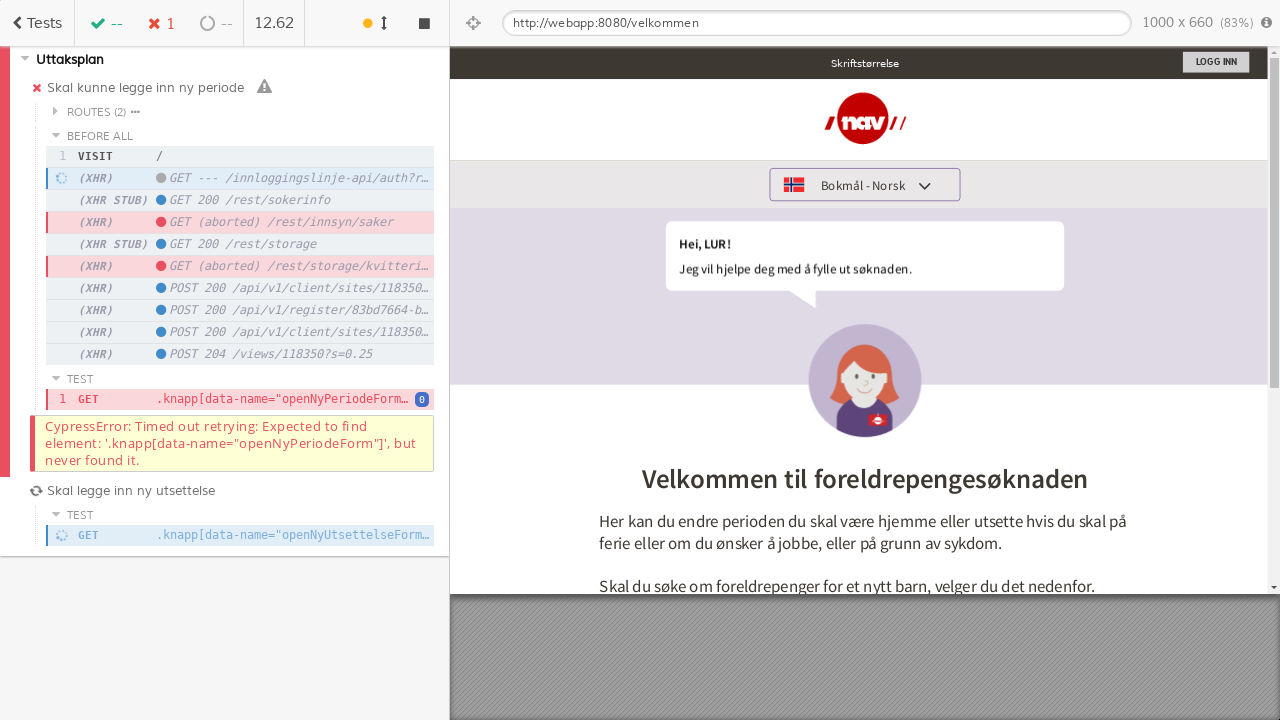 Tests
--
1
--
12.62
http://webapp:8080/velkommen
1000 x 660 (83%)
Uttaksplan
Skal kunne legge inn ny periode
ROUTES (2)
BEFORE ALL
1 VISIT /
(XHR) GET --- /innloggingslinje-api/auth?r…
(XHR STUB) GET 200 /rest/sokerinfo
(XHR) GET (aborted) /rest/innsyn/saker
(XHR STUB) GET 200 /rest/storage
(XHR) GET (aborted) /rest/storage/kvitteri…
(XHR) POST 200 /api/v1/client/sites/118350…
(XHR) POST 200 /api/v1/register/83bd7664-b…
(XHR) POST 200 /api/v1/client/sites/118350…
(XHR) POST 204 /views/118350?s=0.25
TEST
1 GET .knapp[data-name="openNyPeriodeForm… 0
CypressError: Timed out retrying: Expected to find
element: '.knapp[data-name="openNyPeriodeForm"]', but
never found it.
Skal legge inn ny utsettelse
TEST
GET .knapp[data-name="openNyUtsettelseForm…
Skriftstørrelse
LOGG INN
nav
Bokmål - Norsk
Hei, LUR!
Jeg vil hjelpe deg med å fylle ut søknaden.
Velkommen til foreldrepengesøknaden
Her kan du endre perioden du skal være hjemme eller utsette hvis du skal på
ferie eller om du ønsker å jobbe, eller på grunn av sykdom.
Skal du søke om foreldrepenger for et nytt barn, velger du det nedenfor.